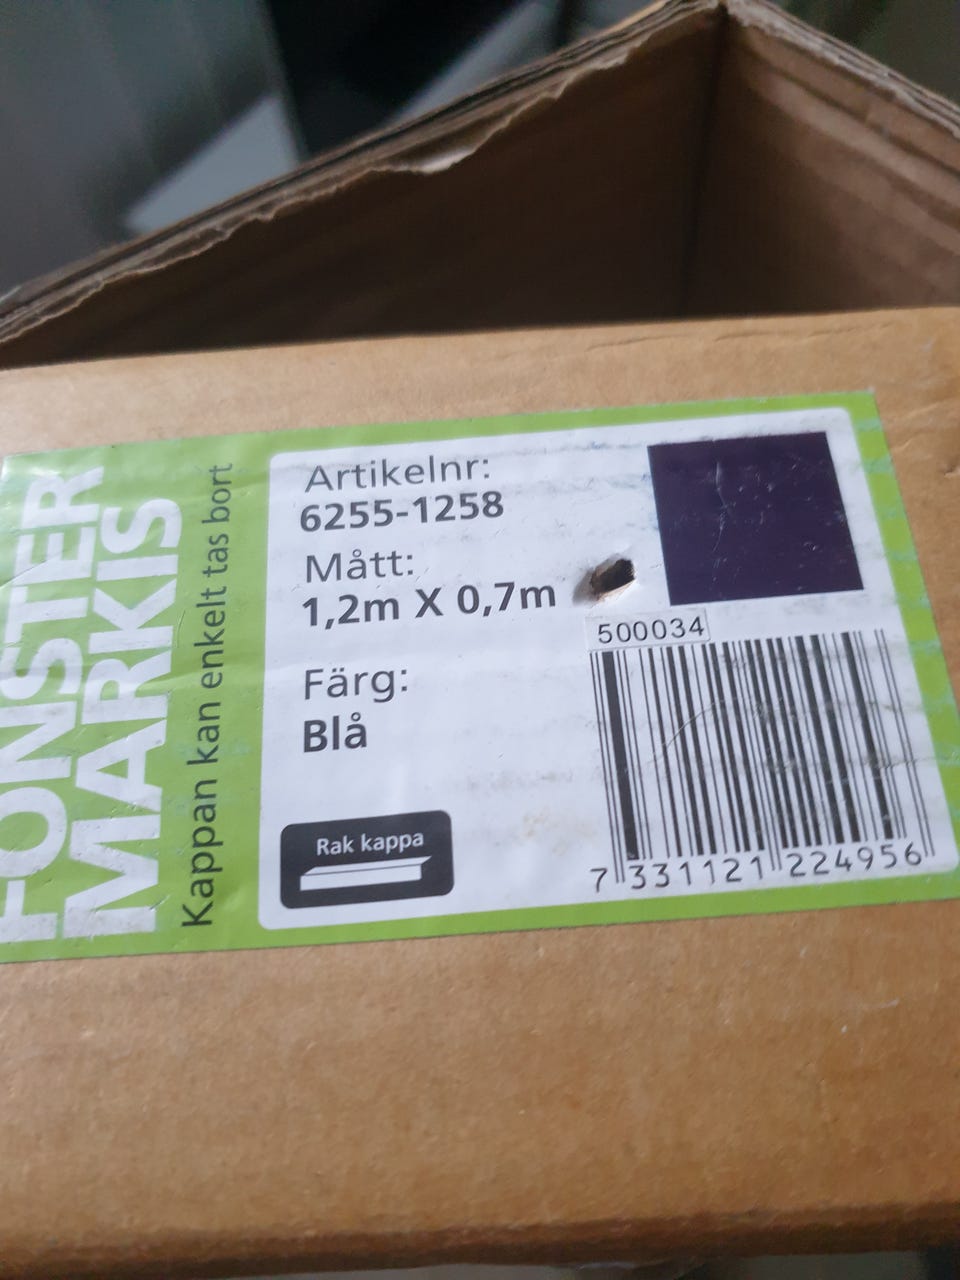 FÖNSTER
MARKIS
Kappan kan enkelt tas bort
Artikelnr:
6255-1258
Mått:
1,2m X 0,7m
Färg:
Blå
Rak kappa
500034
7 331121 224956